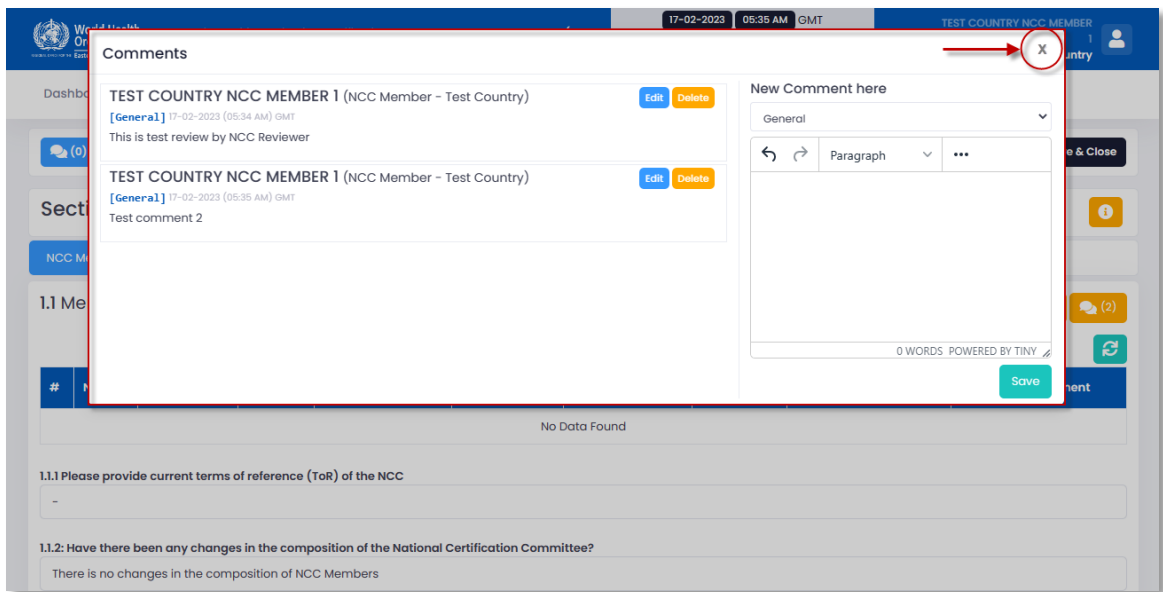 17-02-2023 05:35 AM GMT
TEST COUNTRY NCC MEMBER
1
untry
Comments
X
TEST COUNTRY NCC MEMBER 1 (NCC Member - Test Country)
Edit Delete
[General] 17-02-2023 (05:34 AM) GMT
This is test review by NCC Reviewer
TEST COUNTRY NCC MEMBER 1 (NCC Member - Test Country)
Edit Delete
[General] 17-02-2023 (05:35 AM) GMT
Test comment 2
New Comment here
General
Paragraph
0 WORDS POWERED BY TINY
Save
Dashbo
(0)
e & Close
Secti
NCC Me
1.1 Me
(2)
#
No Data Found
1.1.1 Please provide current terms of reference (ToR) of the NCC
-
1.1.2: Have there been any changes in the composition of the National Certification Committee?
There is no changes in the composition of NCC Members